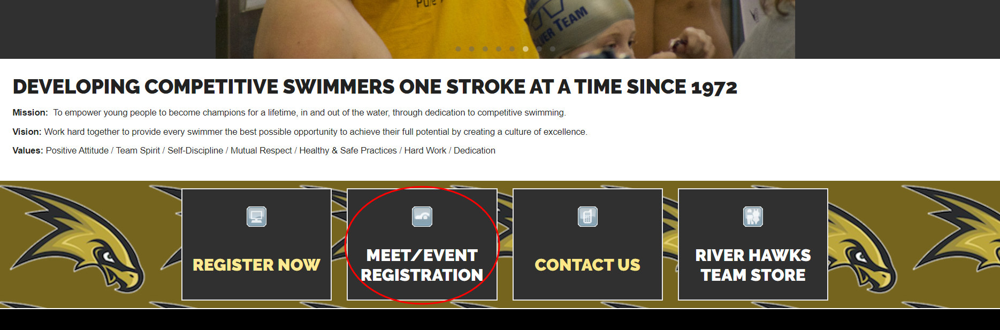 Pure
VER TEAM
DEVELOPING COMPETITIVE SWIMMERS ONE STROKE AT A TIME SINCE 1972
Mission: To empower young people to become champions for a lifetime, in and out of the water, through dedication to competitive swimming.
Vision: Work hard together to provide every swimmer the best possible opportunity to achieve their full potential by creating a culture of excellence.
Values: Positive Attitude / Team Spirit / Self-Discipline / Mutual Respect / Healthy & Safe Practices / Hard Work / Dedication
REGISTER NOW
MEET/EVENT
REGISTRATION
CONTACT US
RIVER HAWKS
TEAM STORE